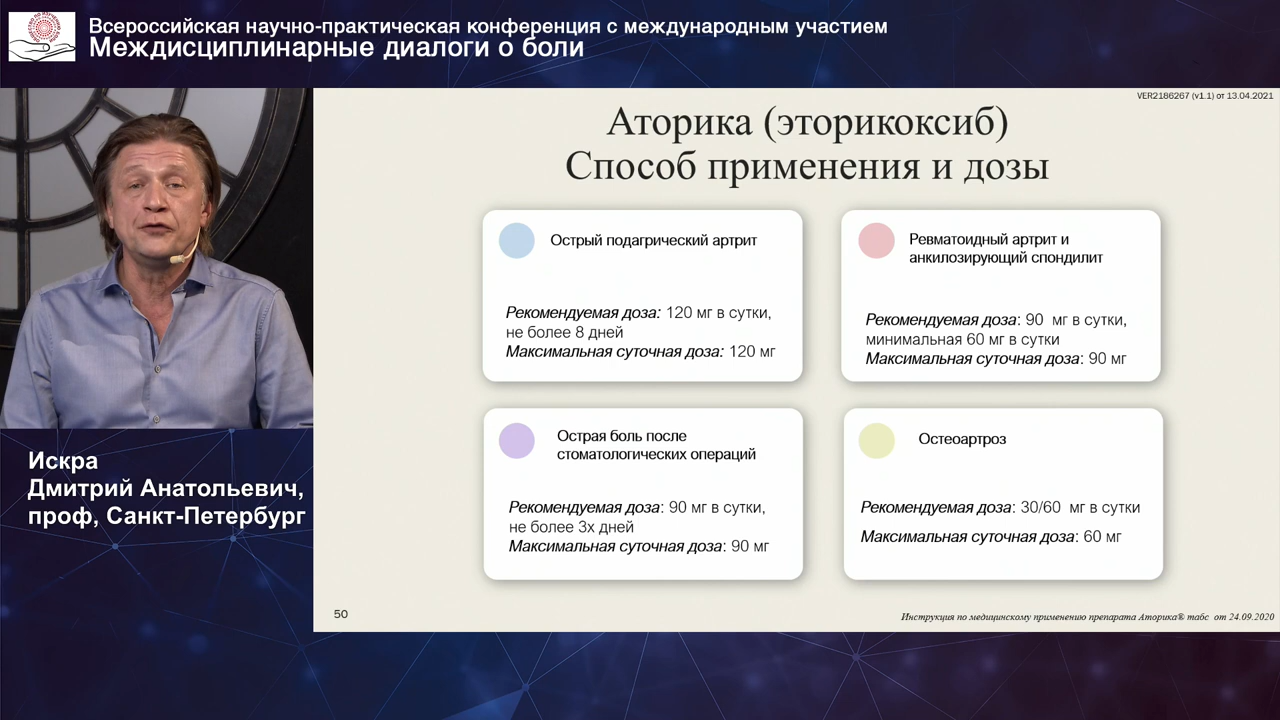 Всероссийская научно-практическая конференция с международным участием
Междисциплинарные диалоги о боли
VER2186267 (v1.1) от 13.04.2021
Аторика (эторикоксиб)
Способ применения и дозы
Острый подагрический артрит
Рекомендуемая доза: 120 мг в сутки,
не более 8 дней
Максимальная суточная доза: 120 мг
Ревматоидный артрит и
анкилозирующий спондилит
Рекомендуемая доза: 90 мг в сутки,
минимальная 60 мг в сутки
Максимальная суточная доза: 90 мг
Острая боль после
стоматологических операций
Рекомендуемая доза: 90 мг в сутки,
не более 3х дней
Максимальная суточная доза: 90 мг
Остеоартроз
Рекомендуемая доза: 30/60 мг в сутки
Максимальная суточная доза: 60 мг
50
Инструкция по медицинскому применению препарата Аторика® табс от 24.09.2020
Искра
Дмитрий Анатольевич,
проф, Санкт-Петербург